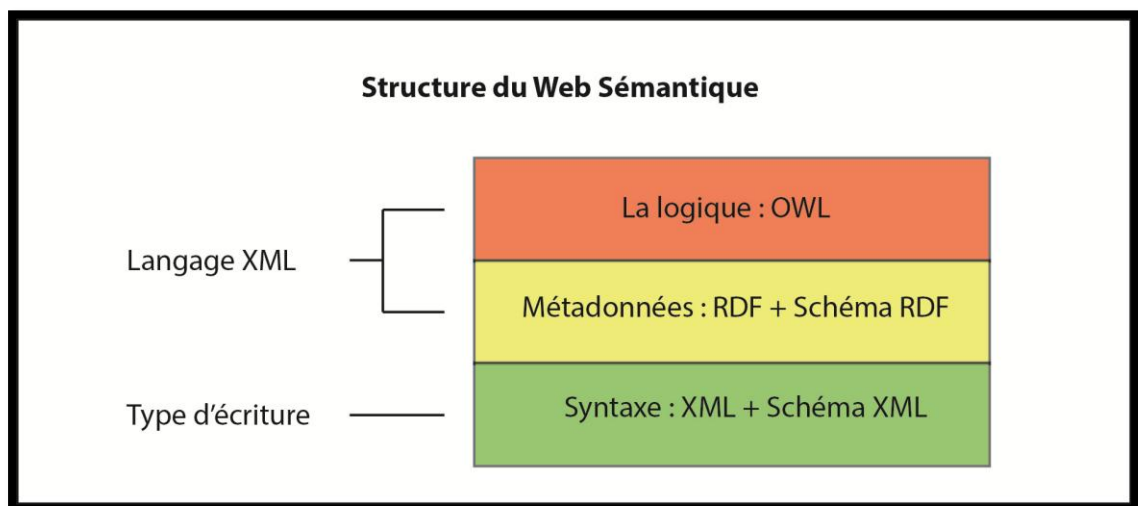 Structure du Web Sémantique
La logique : OWL
Langage XML
Métadonnées : RDF + Schéma RDF
Type d’écriture
Syntaxe : XML + Schéma XML